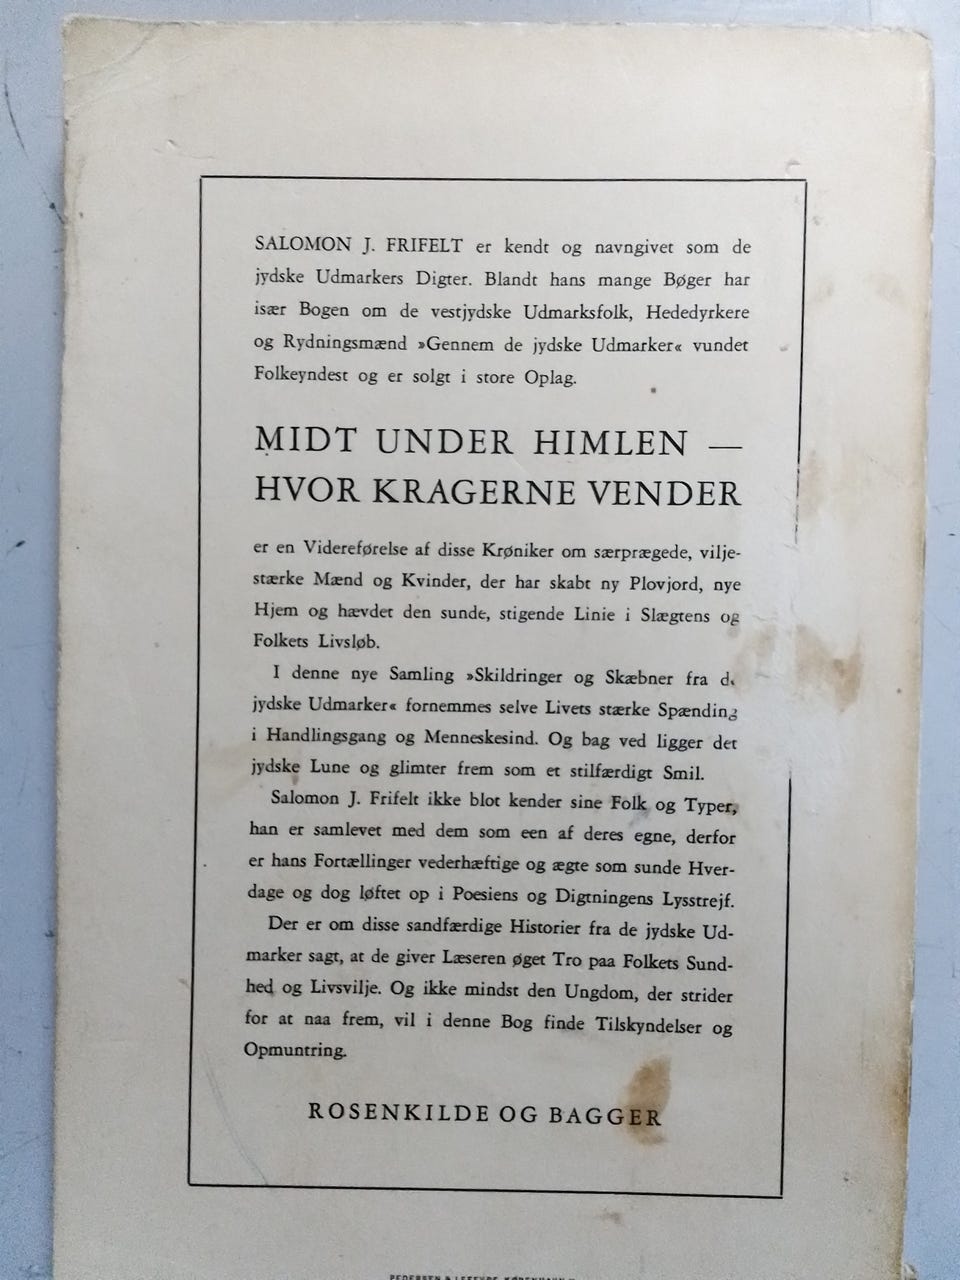 SALOMON J. FRIFELT er kendt og navngivet som de
jydske Udmarkers Digter. Blandt hans mange Bøger har
især Bogen om de vestjydske Udmarksfolk, Hededyrkere
og Rydningsmænd »Gennem de jydske Udmarker« vundet
Folkeyndest og er solgt i store Oplag.
MIDT UNDER HIMLEN —
HVOR KRAGERNE VENDER
er en Videreførelse af disse Krøniker om særprægede, vilje-
stærke Mænd og Kvinder, der har skabt ny Plovjord, nye
Hjem og hævdet den sunde, stigende Linie i Slægtens og
Folkets Livsløb.
I denne nye Samling »Skildringer og Skæbner fra de
jydske Udmarker« fornemmes selve Livets stærke Spænding
i Handlingsgang og Menneskesind. Og bag ved ligger det
jydske Lune og glimter frem som et stilfærdigt Smil.
Salomon J. Frifelt ikke blot kender sine Folk og Typer,
han er samlevet med dem som een af deres egne, derfor
er hans Fortællinger vederhæftige og ægte som sunde Hver-
dage og dog løftet op i Poesiens og Digtningens Lysstrejf.
Der er om disse sandfærdige Historier fra de jydske Ud-
marker sagt, at de giver Læseren øget Tro paa Folkets Sund-
hed og Livsvilje. Og ikke mindst den Ungdom, der strider
for at naa frem, vil i denne Bog finde Tilskyndelser og
Opmuntring.
ROSENKILDE OG BAGGER